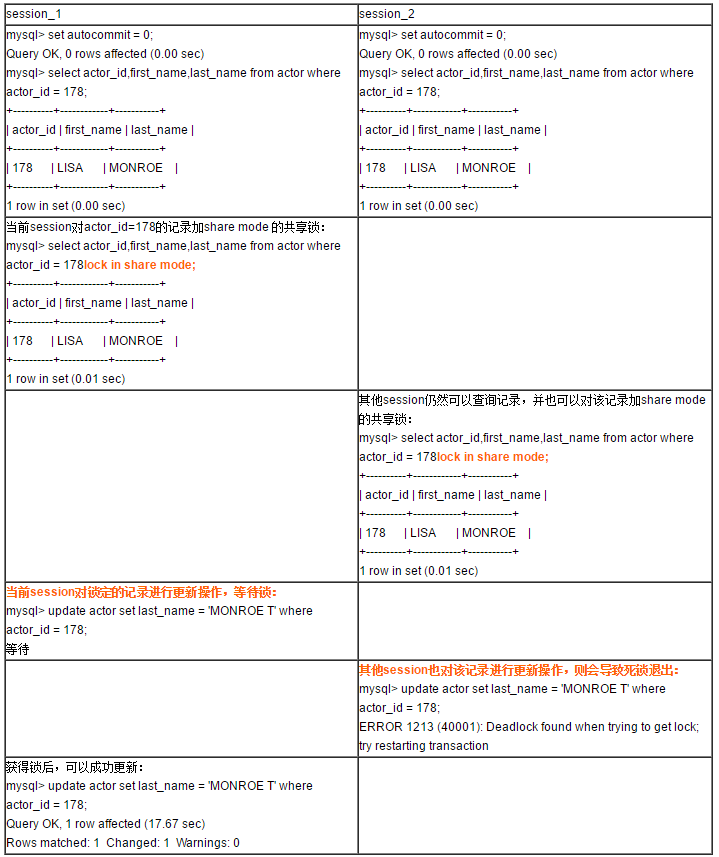 session_1
session_2
mysql> set autocommit = 0;
Query OK, 0 rows affected (0.00 sec)
mysql> select actor_id,first_name,last_name from actor where
actor_id = 178;
+----------+------------+-----------+
| actor_id | first_name | last_name |
+----------+------------+-----------+
| 178 | LISA | MONROE |
+----------+------------+-----------+
1 row in set (0.00 sec)
mysql> set autocommit = 0;
Query OK, 0 rows affected (0.00 sec)
mysql> select actor_id,first_name,last_name from actor where
actor_id = 178;
+----------+------------+-----------+
| actor_id | first_name | last_name |
+----------+------------+-----------+
| 178 | LISA | MONROE |
+----------+------------+-----------+
1 row in set (0.00 sec)
当前session对actor_id=178的记录加share mode 的共享锁：
mysql> select actor_id,first_name,last_name from actor where
actor_id = 178lock in share mode;
+----------+------------+-----------+
| actor_id | first_name | last_name |
+----------+------------+-----------+
| 178 | LISA | MONROE |
+----------+------------+-----------+
1 row in set (0.01 sec)
其他session仍然可以查询记录，并也可以对该记录加share mode
的共享锁：
mysql> select actor_id,first_name,last_name from actor where
actor_id = 178lock in share mode;
+----------+------------+-----------+
| actor_id | first_name | last_name |
+----------+------------+-----------+
| 178 | LISA | MONROE |
+----------+------------+-----------+
1 row in set (0.01 sec)
当前session对锁定的记录进行更新操作，等待锁：
mysql> update actor set last_name = 'MONROE T' where
actor_id = 178;
等待
其他session也对该记录进行更新操作，则会导致死锁退出：
mysql> update actor set last_name = 'MONROE T' where
actor_id = 178;
ERROR 1213 (40001): Deadlock found when trying to get lock;
try restarting transaction
获得锁后，可以成功更新：
mysql> update actor set last_name = 'MONROE T' where
actor_id = 178;
Query OK, 1 row affected (17.67 sec)
Rows matched: 1 Changed: 1 Warnings: 0